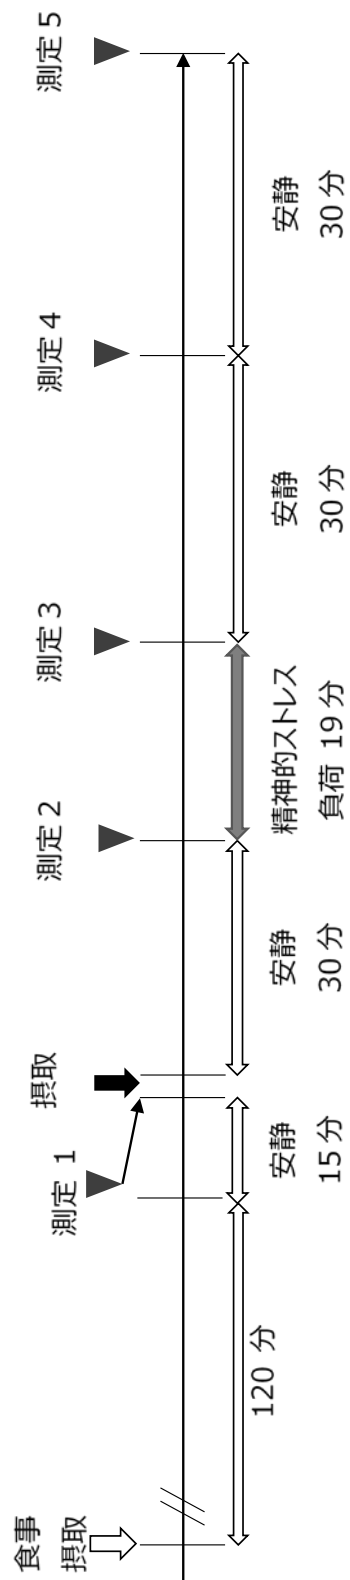 食事
摂取
測定 1
摂取
測定 2
測定 3
測定 4
測定 5
120 分
安静
15 分
安静
30 分
精神的ストレス
負荷 19 分
安静
30 分
安静
30 分